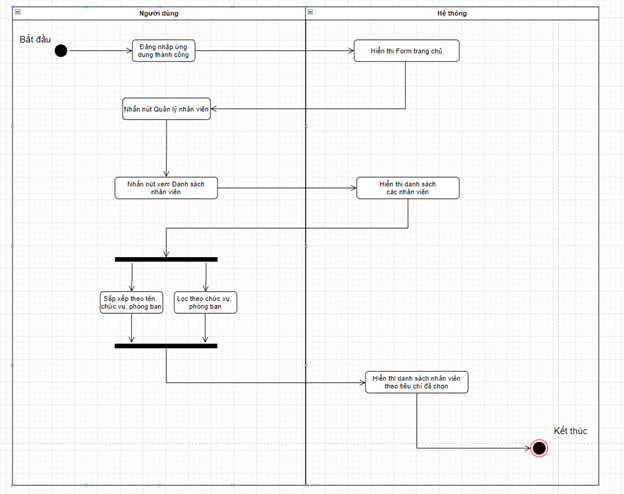 Người dùng
Hệ thống
Bắt đầu
Đăng nhập ứng
dụng thành công
Hiển thị Form trang chủ
Nhấn nút Quản lý nhân viên
Nhấn nút xem Danh sách
nhân viên
Hiển thị danh sách
các nhân viên
Sắp xếp theo tên,
chức vụ, phòng ban
Lọc theo chức vụ,
phòng ban
Hiển thị danh sách nhân viên
theo tiêu chí đã chọn
Kết thúc